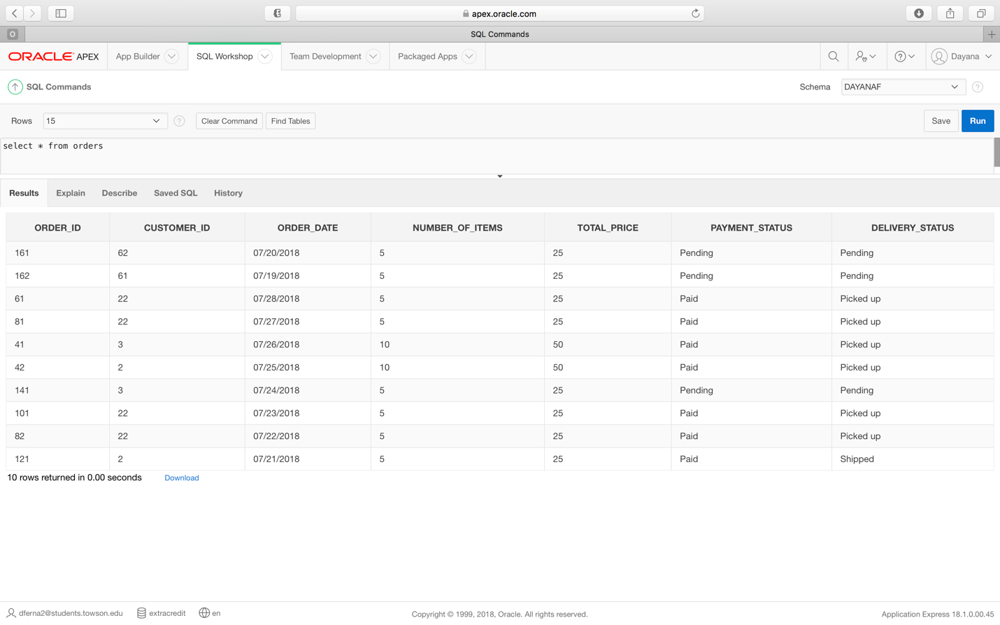 apex.oracle.com
O SQL Commands
ORACLE APEX App Builder SQL Workshop Team Development Packaged Apps ? Dayana
SQL Commands Schema DAYANAF ?
Rows 15 ? Clear Command Find Tables Save Run
select * from orders
Results Explain Describe Saved SQL History
ORDER_ID CUSTOMER_ID ORDER_DATE NUMBER_OF_ITEMS TOTAL_PRICE PAYMENT_STATUS DELIVERY_STATUS
161 62 07/20/2018 5 25 Pending Pending
162 61 07/19/2018 5 25 Pending Pending
61 22 07/28/2018 5 25 Paid Picked up
81 22 07/27/2018 5 25 Paid Picked up
41 3 07/26/2018 10 50 Paid Picked up
42 2 07/25/2018 10 50 Paid Picked up
141 3 07/24/2018 5 25 Pending Pending
101 22 07/23/2018 5 25 Paid Picked up
82 22 07/22/2018 5 25 Paid Picked up
121 2 07/21/2018 5 25 Paid Shipped
10 rows returned in 0.00 seconds Download
dferna2@students.towson.edu extracredit en Copyright © 1999, 2018, Oracle. All rights reserved. Application Express 18.1.0.00.45